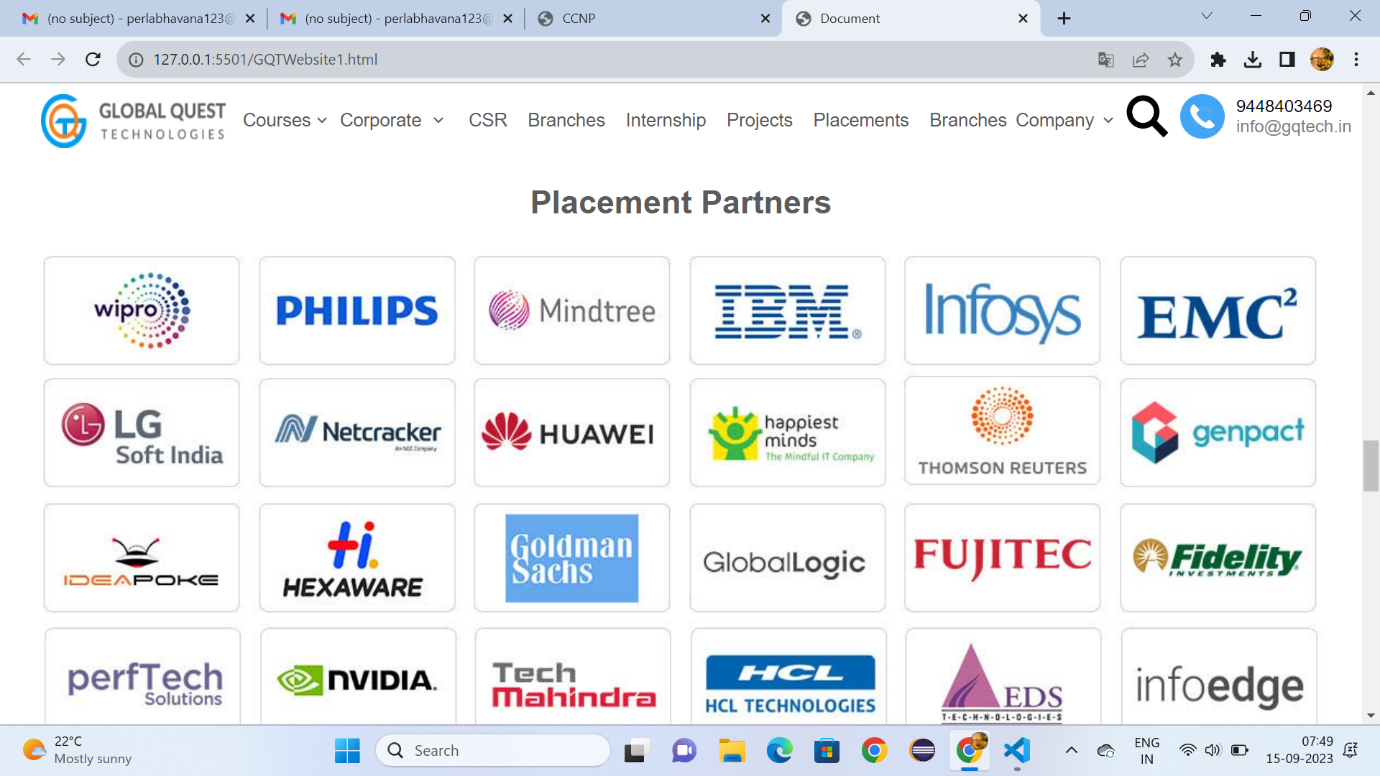 (no subject) - perlabhavana123@
(no subject) - perlabhavana123@
CCNP
Document
127.0.0.1:5501/GQTWebsite1.html
GLOBAL QUEST
TECHNOLOGIES
Courses
Corporate
CSR
Branches
Internship
Projects
Placements
Branches
Company
9448403469
info@gqtech.in
Placement Partners
wipro
PHILIPS
Mindtree
IBM®
Infosys
EMC²
LG
Soft India
Netcracker
An NEC Company
HUAWEI
happiest
minds
The Mindful IT Company
THOMSON REUTERS
genpact
IDEAPOKE
Hi.
HEXAWARE
Goldman
Sachs
GlobalLogic
FUJITEC
Fidelity
INVESTMENTS®
perfTech
Solutions
NVIDIA.
Tech
Mahindra
HCL
HCL TECHNOLOGIES
EDS
T-E-C-H-N-O-L-O-G-I-E-S
infoedge
22°C
Mostly sunny
Search
ENG
IN
07:49
15-09-2023